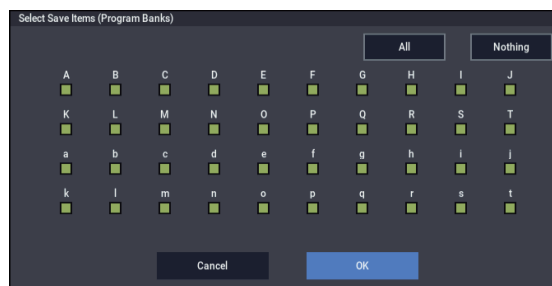 Select Save Items (Program Banks)
All Nothing
A B C D E F G H I J
K L M N O P Q R S T
a b c d e f g h i j
k l m n o p q r s t
Cancel OK